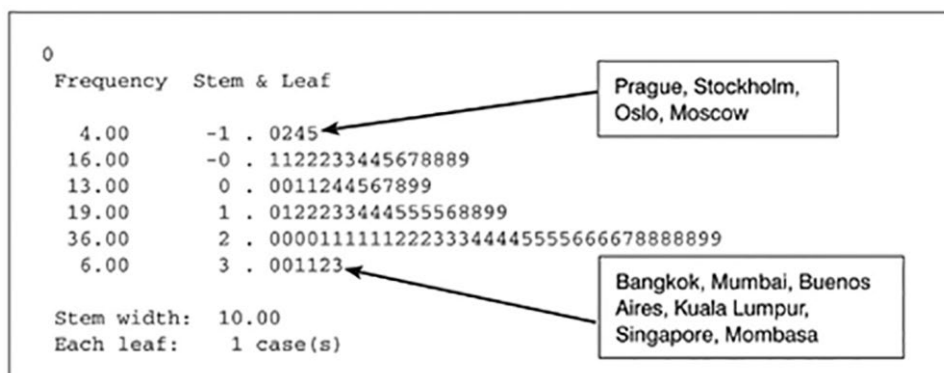 0
Frequency Stem & Leaf
4.00 -1 . 0245
16.00 -0 . 1122233445678889
13.00 0 . 0011244567899
19.00 1 . 0122233444555568899
36.00 2 . 000011111122223334444555566678888899
6.00 3 . 001123
Stem width: 10.00
Each leaf: 1 case(s)
Prague, Stockholm,
Oslo, Moscow
Bangkok, Mumbai, Buenos
Aires, Kuala Lumpur,
Singapore, Mombasa